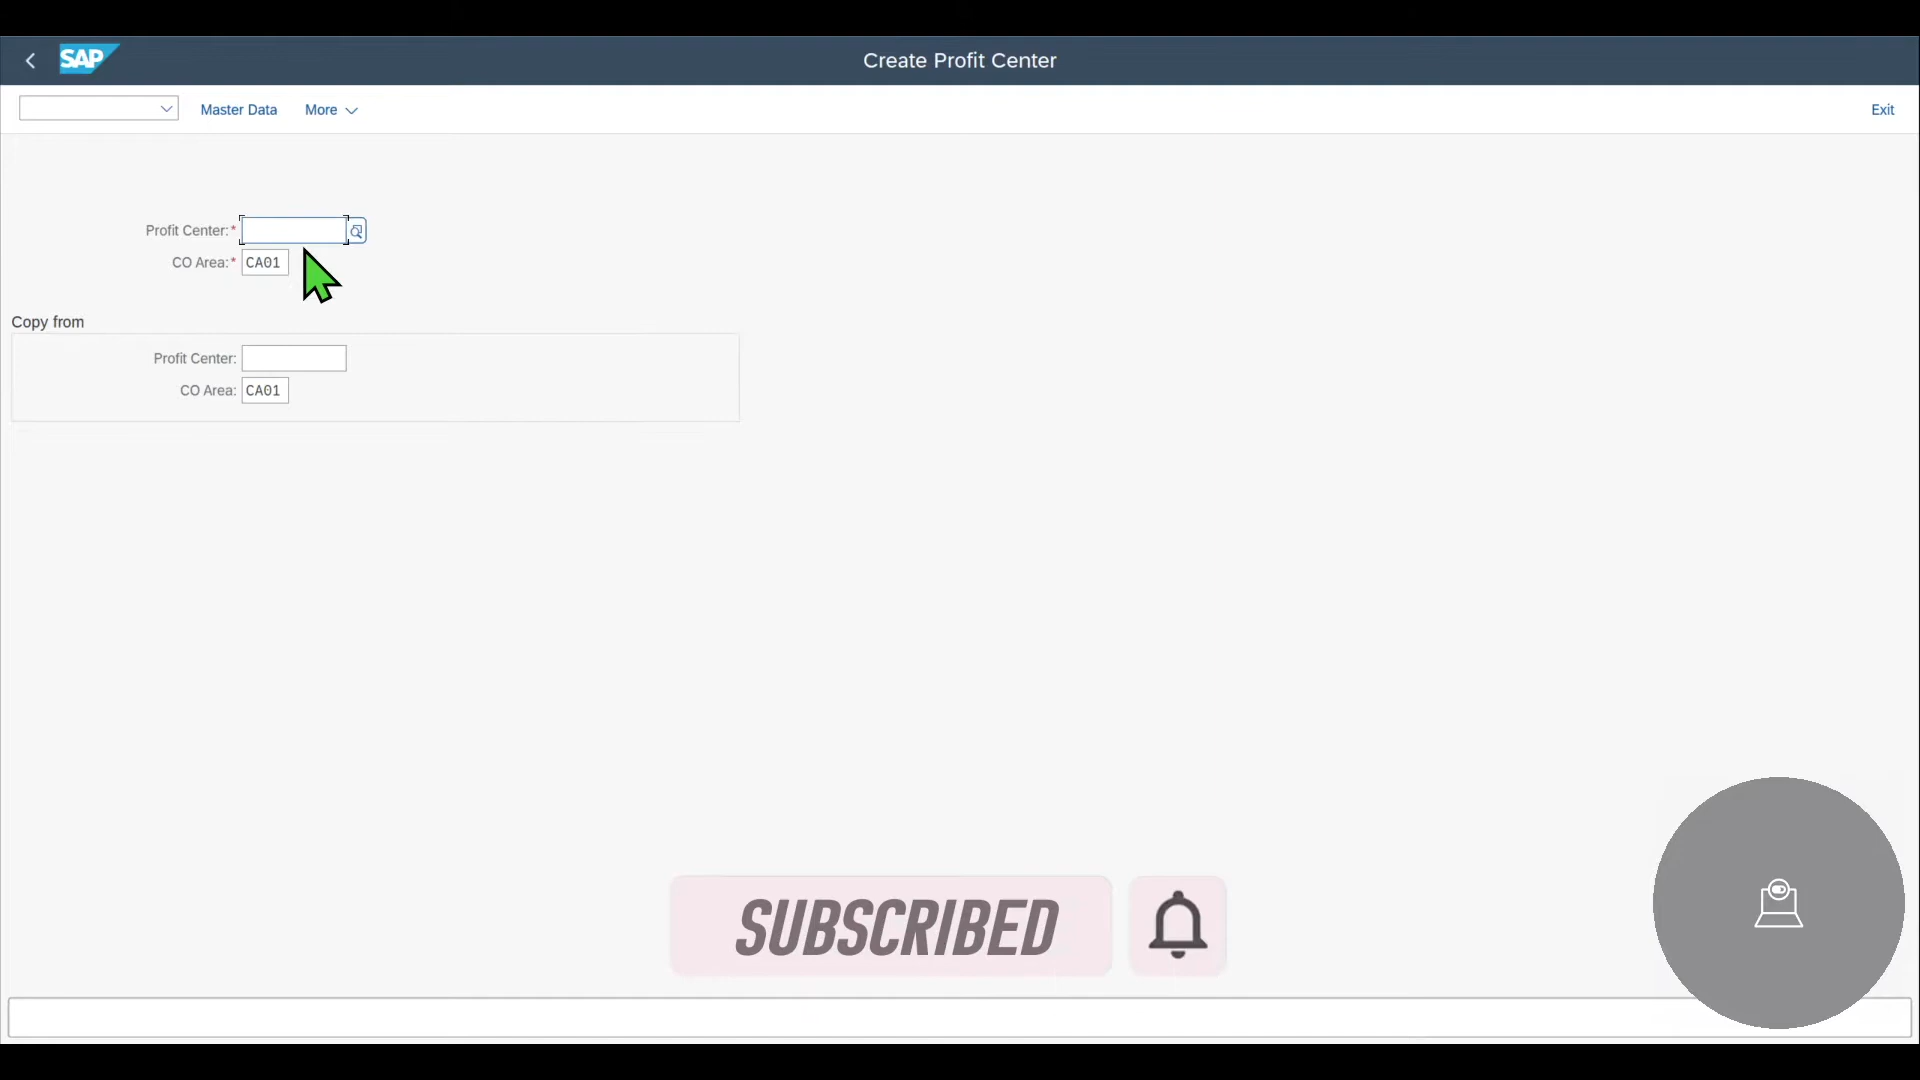 SAP
Create Profit Center
Master Data More Exit
Profit Center:*
CO Area:* CA01
Copy from
Profit Center:
CO Area: CA01
SUBSCRIBED